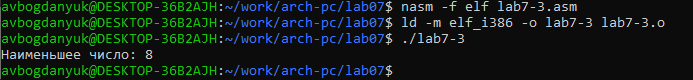 avbogdanyuk@DESKTOP-36B2AJH:~/work/arch-pc/lab07$ nasm -f elf lab7-3.asm
avbogdanyuk@DESKTOP-36B2AJH:~/work/arch-pc/lab07$ ld -m elf_i386 -o lab7-3 lab7-3.o
avbogdanyuk@DESKTOP-36B2AJH:~/work/arch-pc/lab07$ ./lab7-3
Наименьшее число: 8
avbogdanyuk@DESKTOP-36B2AJH:~/work/arch-pc/lab07$